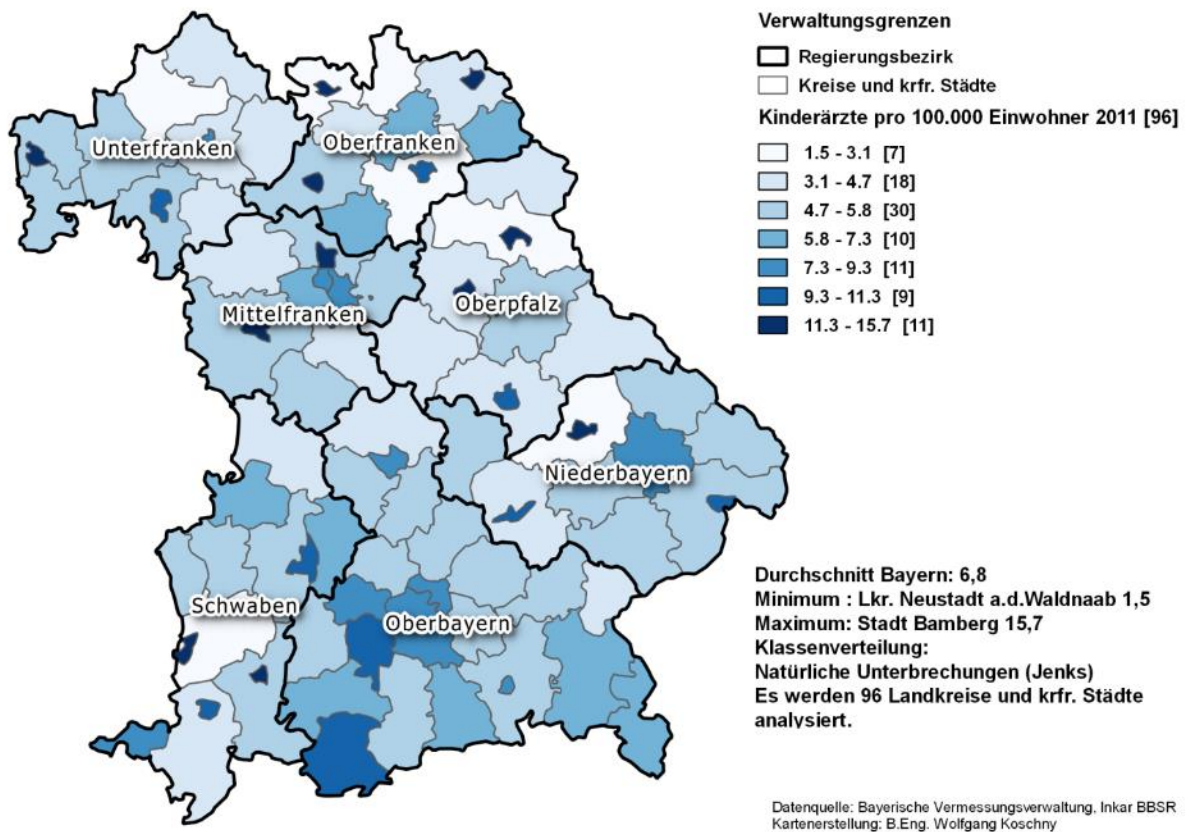 Verwaltungsgrenzen
Regierungsbezirk
Kreise und krfr. Städte
Kinderärzte pro 100.000 Einwohner 2011 [96]
1.5 - 3.1 [7]
3.1 - 4.7 [18]
4.7 - 5.8 [30]
5.8 - 7.3 [10]
7.3 - 9.3 [11]
9.3 - 11.3 [9]
11.3 - 15.7 [11]
Unterfranken
Oberfranken
Mittelfranken
Oberpfalz
Niederbayern
Schwaben
Oberbayern
Durchschnitt Bayern: 6,8
Minimum : Lkr. Neustadt a.d.Waldnaab 1,5
Maximum: Stadt Bamberg 15,7
Klassenverteilung:
Natürliche Unterbrechungen (Jenks)
Es werden 96 Landkreise und krfr. Städte
analysiert.
Datenquelle: Bayerische Vermessungsverwaltung, Inkar BBSR
Kartenerstellung: B.Eng. Wolfgang Koschny